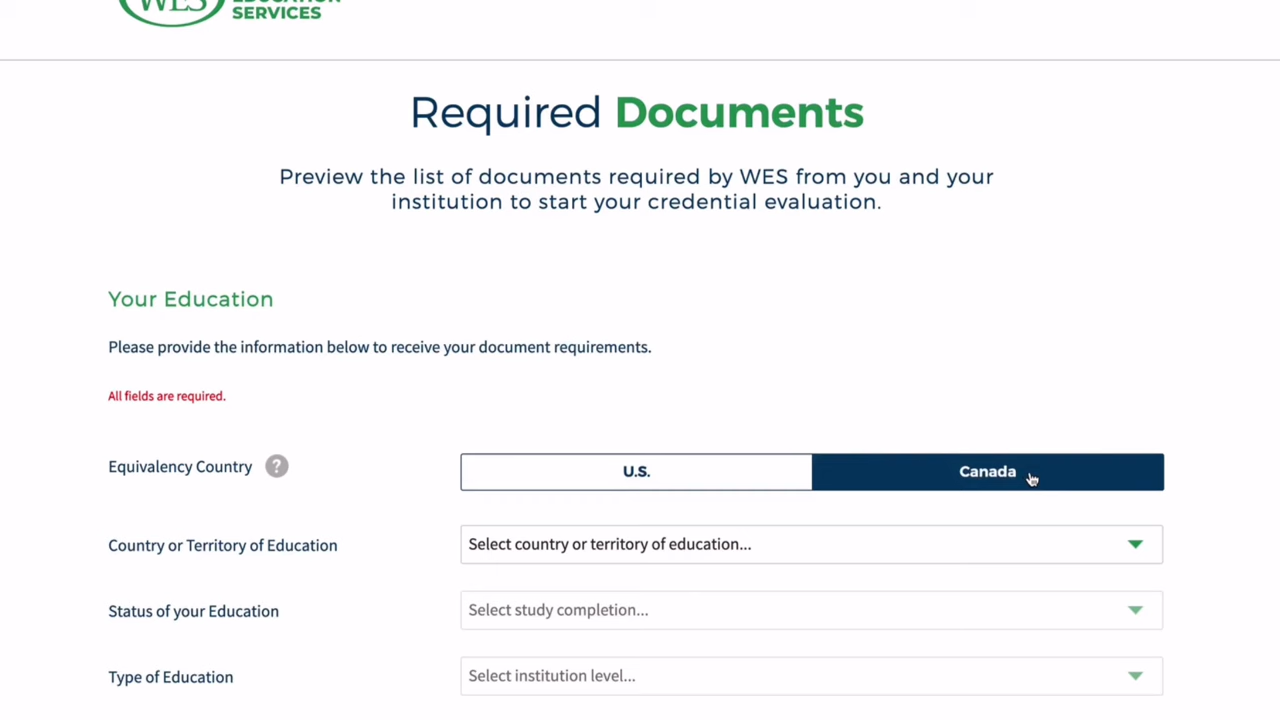 WES
EDUCATION
SERVICES
Required Documents
Preview the list of documents required by WES from you and your
institution to start your credential evaluation.
Your Education
Please provide the information below to receive your document requirements.
All fields are required.
Equivalency Country ?
U.S.
Canada
Country or Territory of Education
Select country or territory of education...
Status of your Education
Select study completion...
Type of Education
Select institution level...